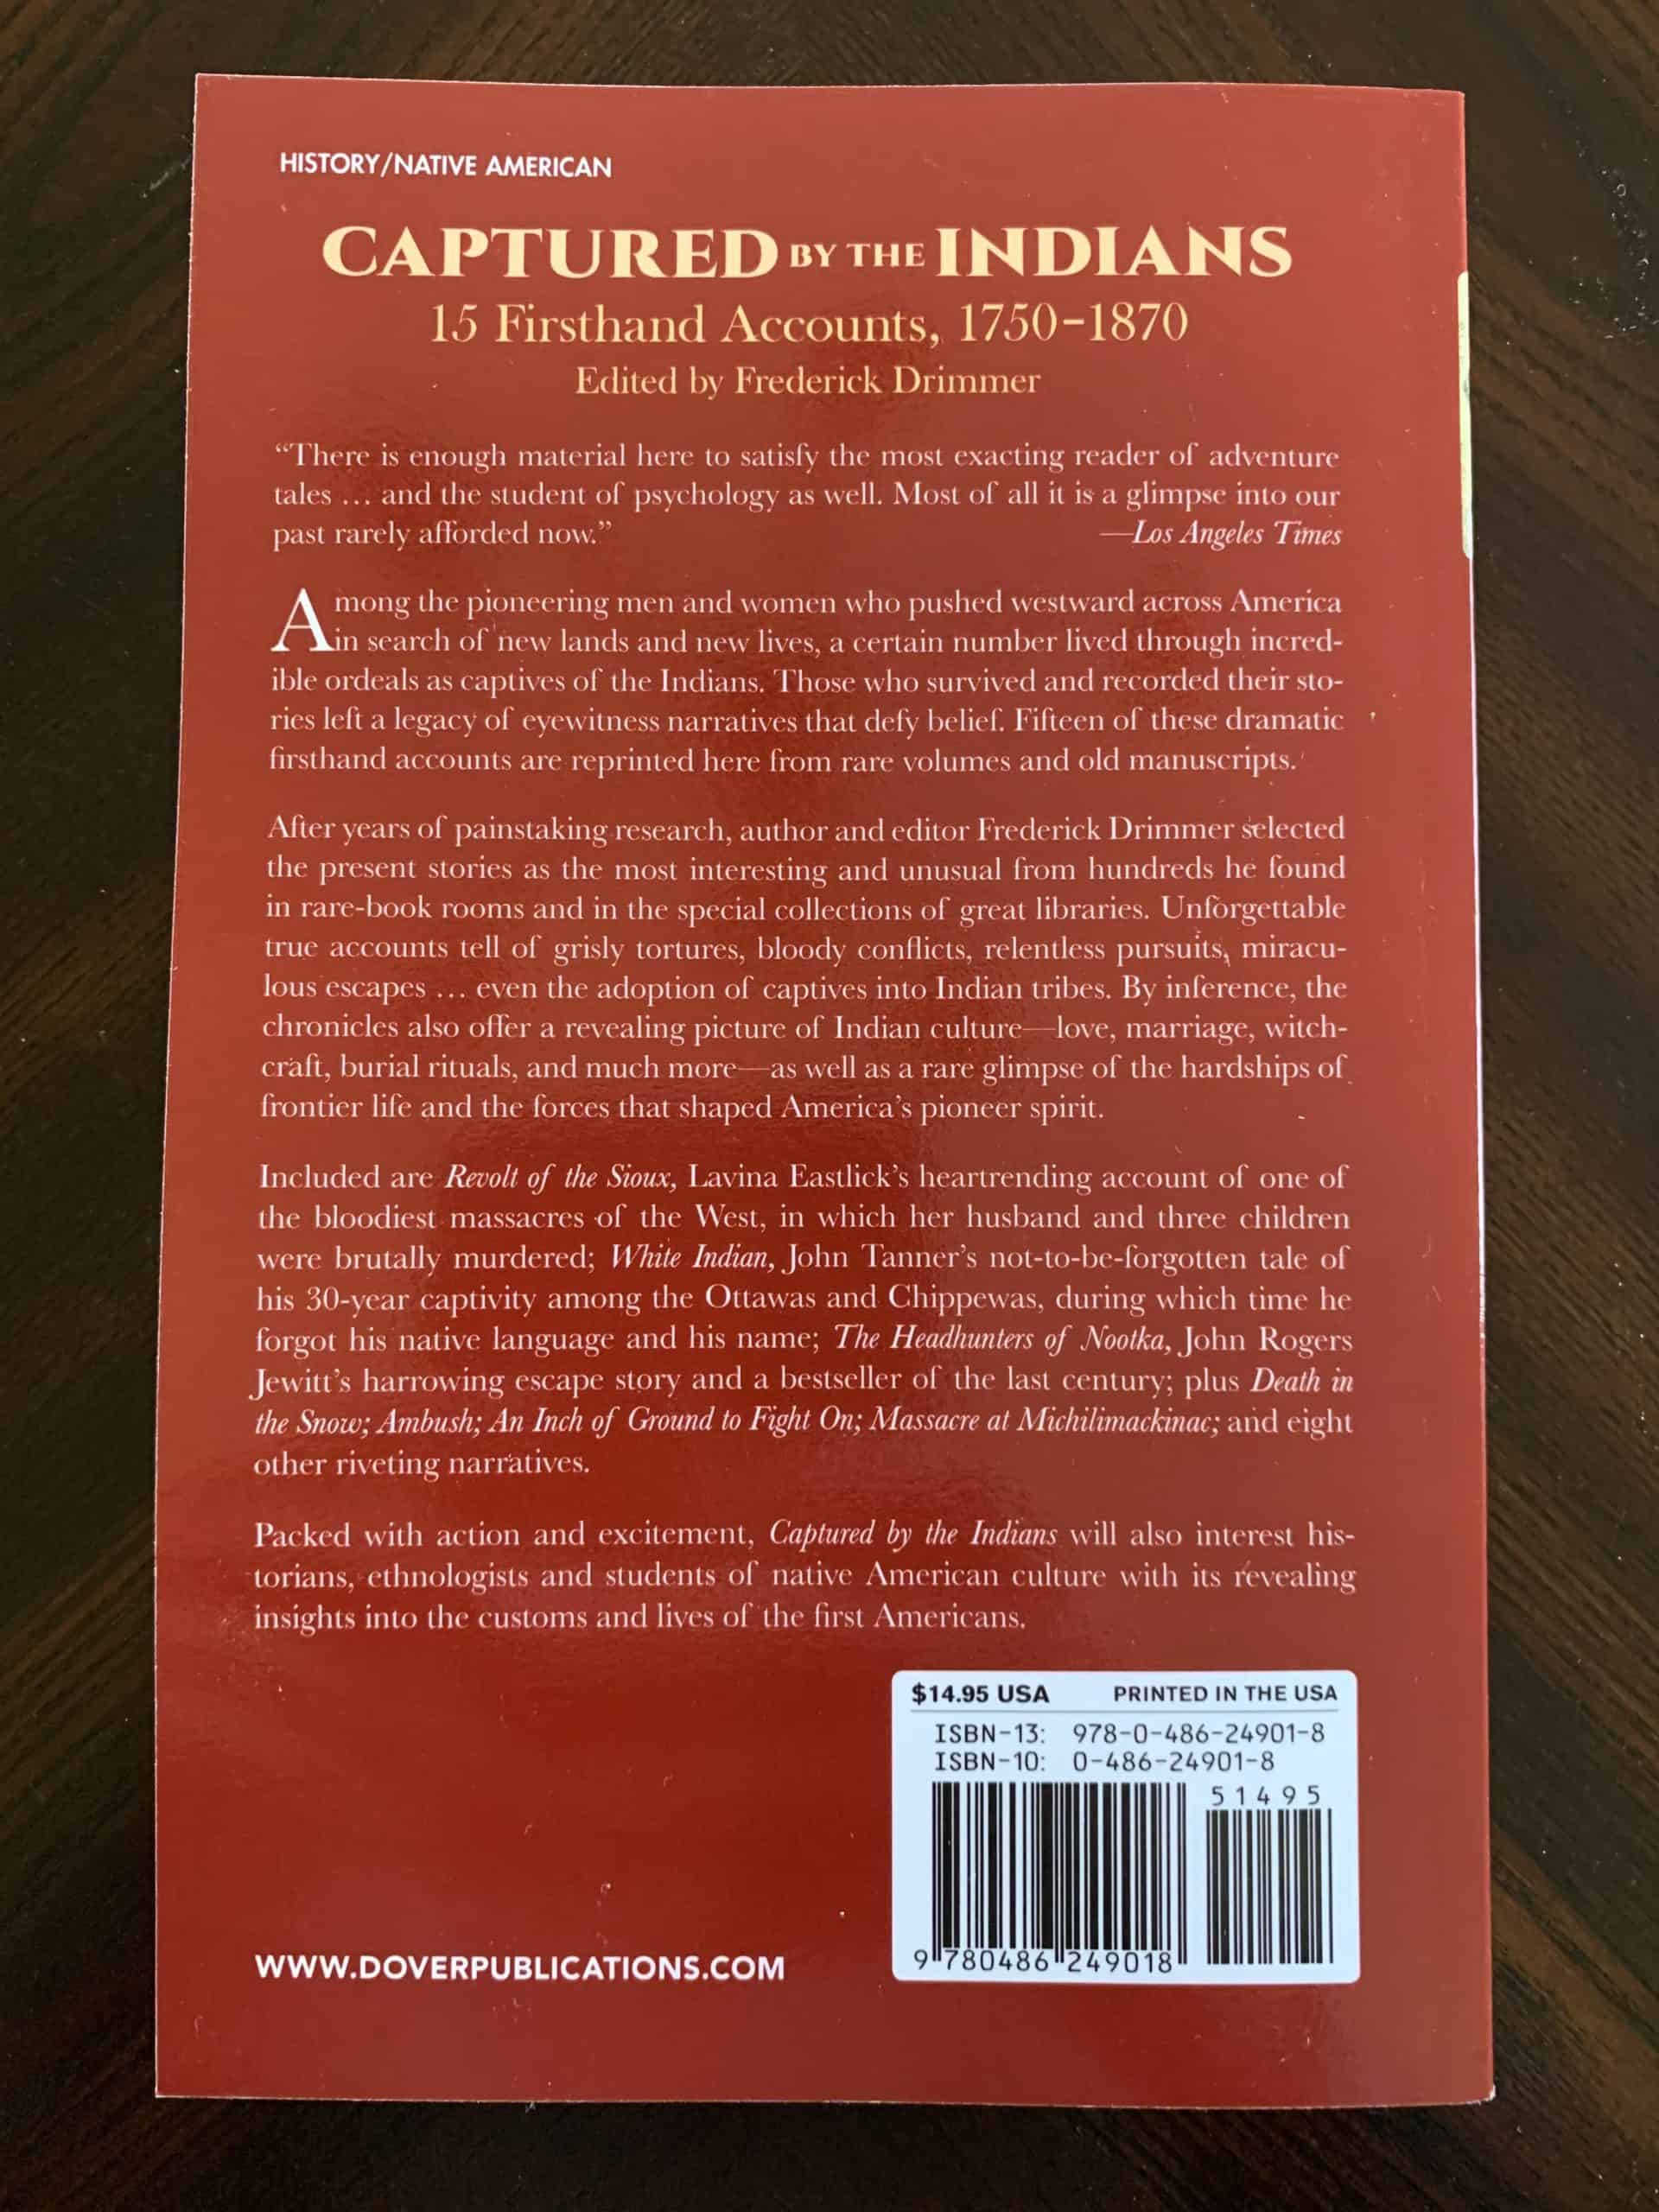 HISTORY/NATIVE AMERICAN
CAPTURED BY THE INDIANS
15 Firsthand Accounts, 1750–1870
Edited by Frederick Drimmer
“There is enough material here to satisfy the most exacting reader of adventure
tales … and the student of psychology as well. Most of all it is a glimpse into our
past rarely afforded now.” —Los Angeles Times
Among the pioneering men and women who pushed westward across America
in search of new lands and new lives, a certain number lived through incred-
ible ordeals as captives of the Indians. Those who survived and recorded their sto-
ries left a legacy of eyewitness narratives that defy belief. Fifteen of these dramatic
firsthand accounts are reprinted here from rare volumes and old manuscripts.
After years of painstaking research, author and editor Frederick Drimmer selected
the present stories as the most interesting and unusual from hundreds he found
in rare-book rooms and in the special collections of great libraries. Unforgettable
true accounts tell of grisly tortures, bloody conflicts, relentless pursuits, miracu-
lous escapes … even the adoption of captives into Indian tribes. By inference, the
chronicles also offer a revealing picture of Indian culture—love, marriage, witch-
craft, burial rituals, and much more—as well as a rare glimpse of the hardships of
frontier life and the forces that shaped America’s pioneer spirit.
Included are Revolt of the Sioux, Lavina Eastlick’s heartrending account of one of
the bloodiest massacres of the West, in which her husband and three children
were brutally murdered; White Indian, John Tanner’s not-to-be-forgotten tale of
his 30-year captivity among the Ottawas and Chippewas, during which time he
forgot his native language and his name; The Headhunters of Nootka, John Rogers
Jewitt’s harrowing escape story and a bestseller of the last century; plus Death in
the Snow; Ambush; An Inch of Ground to Fight On; Massacre at Michilimackinac; and eight
other riveting narratives.
Packed with action and excitement, Captured by the Indians will also interest his-
torians, ethnologists and students of native American culture with its revealing
insights into the customs and lives of the first Americans.
$14.95 USA PRINTED IN THE USA
ISBN-13: 978-0-486-24901-8
ISBN-10: 0-486-24901-8
51495
9 780486 249018
WWW.DOVERPUBLICATIONS.COM